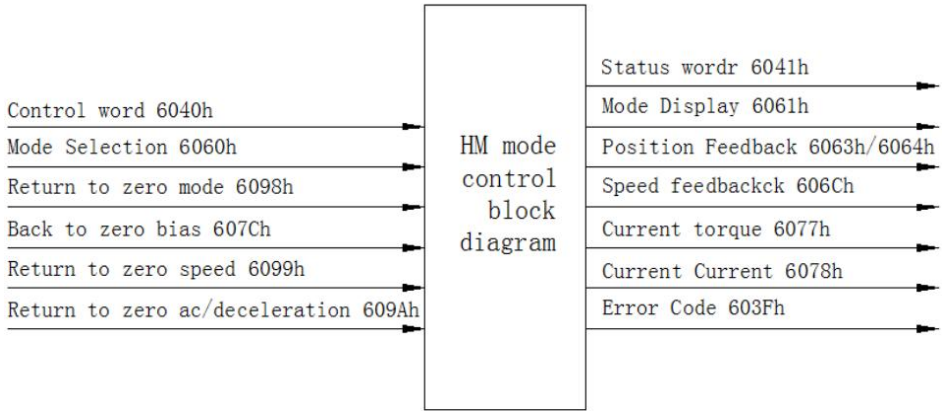 Control word 6040h
Mode Selection 6060h
Return to zero mode 6098h
Back to zero bias 607Ch
Return to zero speed 6099h
Return to zero ac/deceleration 609Ah
HM mode
control
block
diagram
Status wordr 6041h
Mode Display 6061h
Position Feedback 6063h/6064h
Speed feedbackck 606Ch
Current torque 6077h
Current Current 6078h
Error Code 603Fh